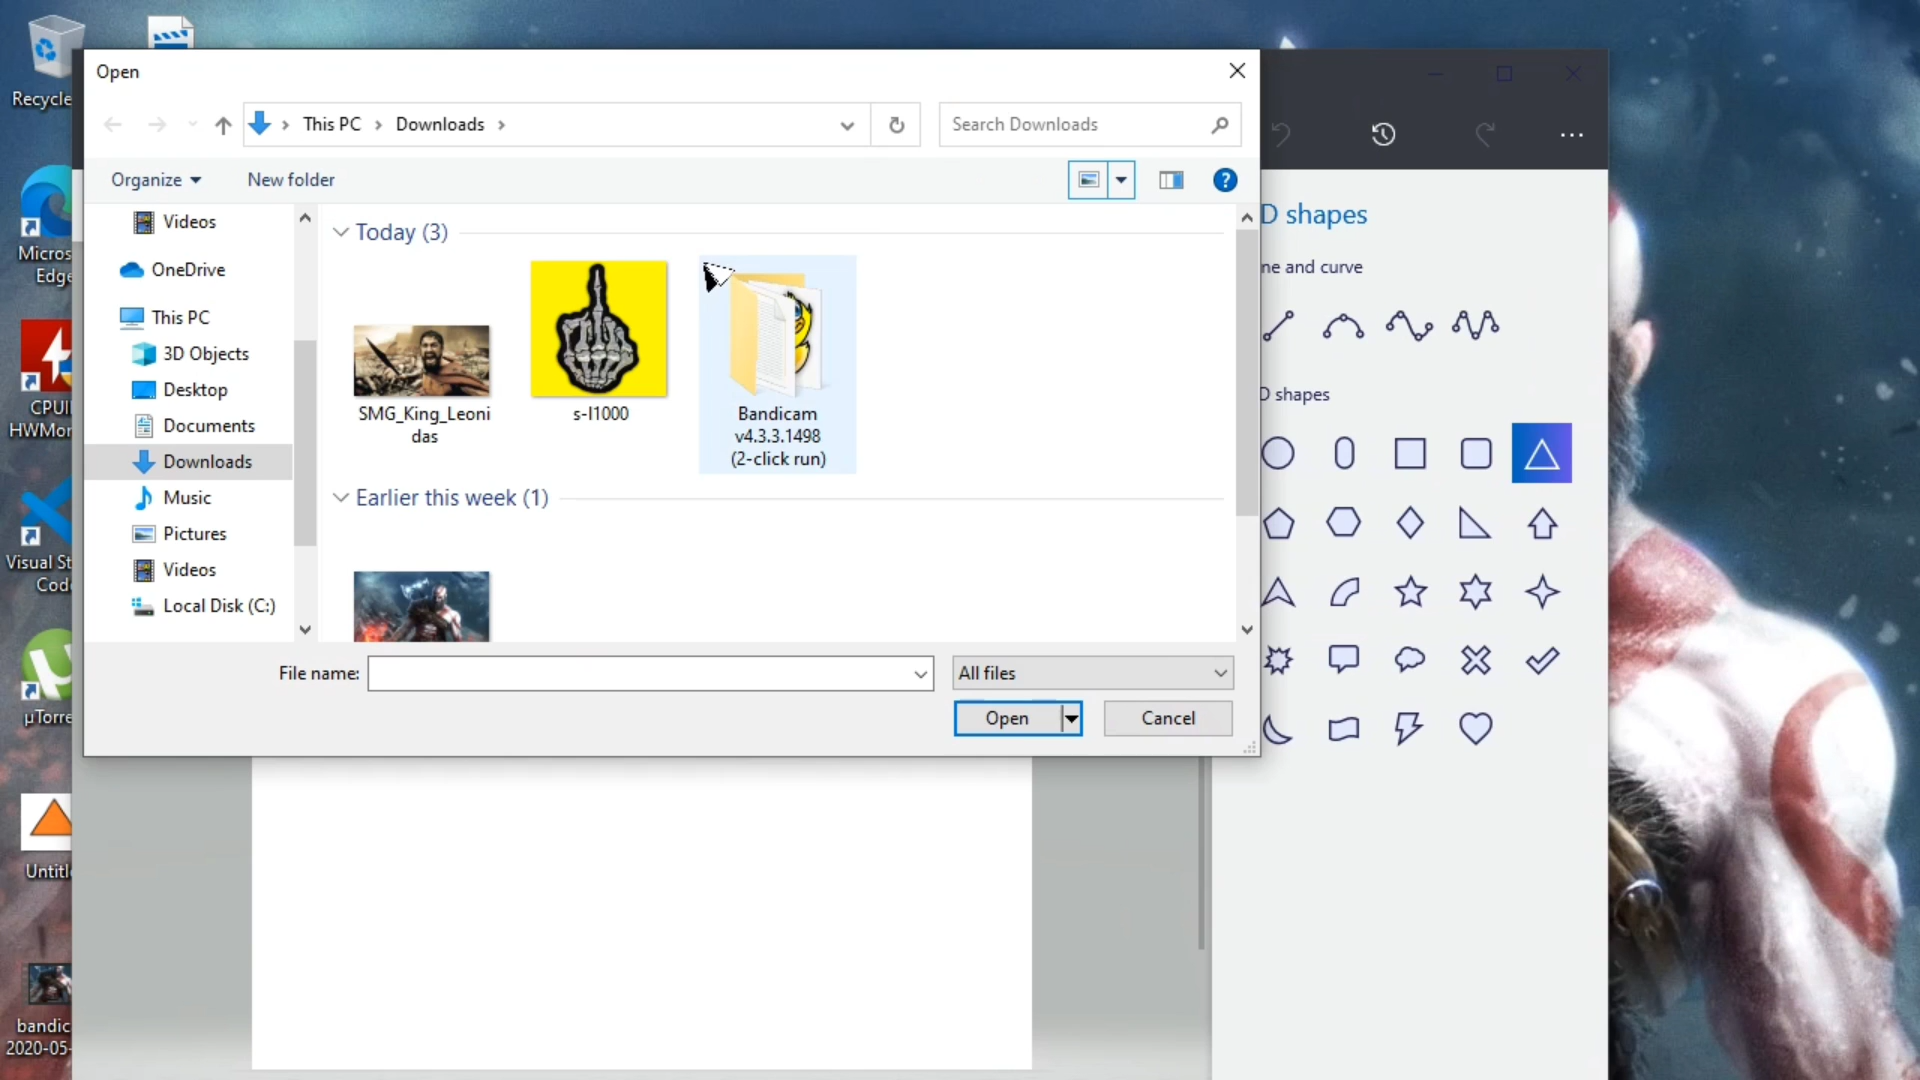 Recycle
Open
This PC
Downloads
Search Downloads
Organize
New folder
?
Videos
OneDrive
This PC
3D Objects
Desktop
Documents
Downloads
Music
Pictures
Videos
Local Disk (C:)
Today (3)
SMG_King_Leoni
das
s-l1000
Bandicam
v4.3.3.1498
(2-click run)
Earlier this week (1)
File name:
All files
Open
Cancel
D shapes
ne and curve
D shapes
Micros
Edge
CPUI
HWMon
Visual St
Code
µTorre
Untitl
bandic
2020-05-